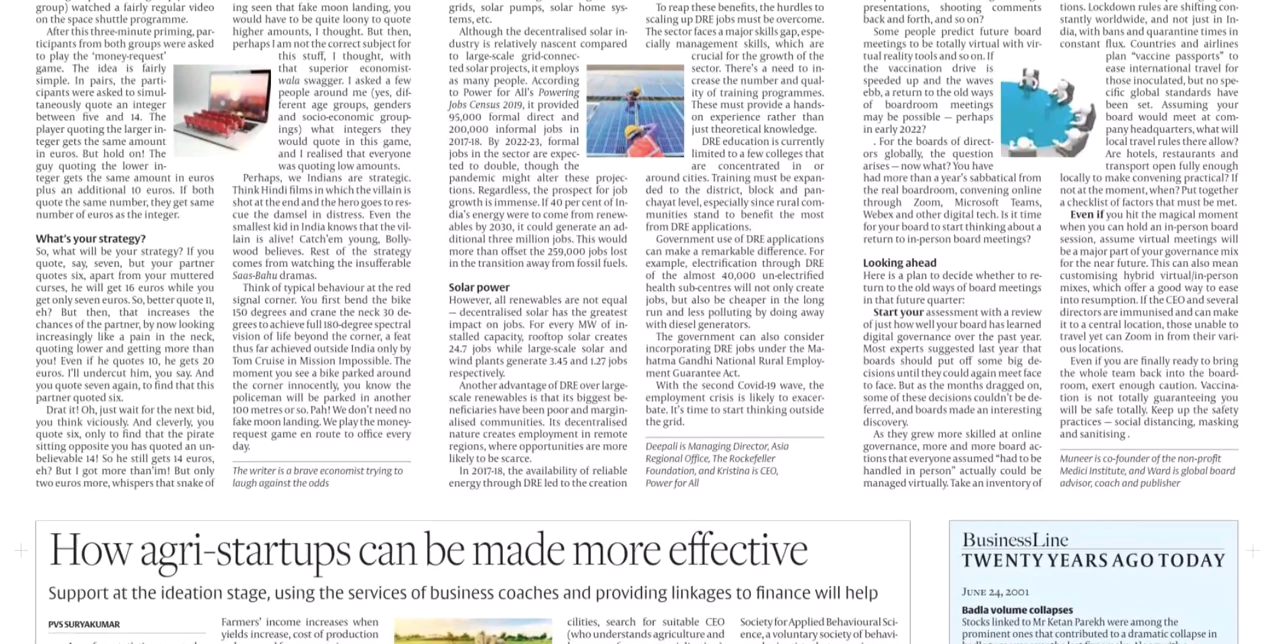 group) watched a fairly regular video
on the space shuttle programme.
After this three-minute priming, par-
ticipants from both groups were asked
to play the ‘money-request’
game. The idea is fairly
simple. In pairs, the parti-
cipants were asked to simul-
taneously quote an integer
between five and 14. The
player quoting the larger in-
teger gets the same amount
in euros. But hold on! The
guy quoting the lower in-
teger gets the same amount in euros
plus an additional 10 euros. If both
quote the same number, they get same
number of euros as the integer.
What’s your strategy?
So, what will be your strategy? If you
quote, say, seven, but your partner
quotes six, apart from your muttered
curses, he will get 16 euros while you
get only seven euros. So, better quote 11,
eh? But then, that increases the
chances of the partner, by now looking
increasingly like a pain in the neck,
quoting lower and getting more than
you! Even if he quotes 10, he gets 20
euros. I’ll undercut him, you say. And
you quote seven again, to find that this
partner quoted six.
Drat it! Oh, just wait for the next bid,
you think viciously. And cleverly, you
quote six, only to find that the pirate
sitting opposite you has quoted an un-
believable 14! So he still gets 14 euros,
eh? But I got more than’im! But only
two euros more, whispers that snake of
ing seen that fake moon landing, you
would have to be quite loony to quote
higher amounts, I thought. But then,
perhaps I am not the correct subject for
this stuff, I thought, with
that superior economist-
wala swagger. I asked a few
people around me (yes, dif-
ferent age groups, genders
and socio-economic group-
ings) what integers they
would quote in this game,
and I realised that everyone
was quoting low amounts.
Perhaps, we Indians are strategic.
Think Hindi films in which the villain is
shot at the end and the hero goes to res-
cue the damsel in distress. Even the
smallest kid in India knows that the vil-
lain is alive! Catch’em young, Bolly-
wood believes. Rest of the strategy
comes from watching the insufferable
Saas-Bahu dramas.
Think of typical behaviour at the red
signal corner. You first bend the bike
150 degrees and crane the neck 30 de-
grees to achieve full 180-degree spectral
vision of life beyond the corner, a feat
thus far achieved outside India only by
Tom Cruise in Mission Impossible. The
moment you see a bike parked around
the corner innocently, you know the
policeman will be parked in another
100 metres or so. Pah! We don’t need no
fake moon landing. We play the money-
request game en route to office every
day.
The writer is a brave economist trying to
laugh against the odds
grids, solar pumps, solar home sys-
tems, etc.
Although the decentralised solar in-
dustry is relatively nascent compared
to large-scale grid-connec-
ted solar projects, it employs
as many people. According
to Power for All’s Powering
Jobs Census 2019, it provided
95,000 formal direct and
200,000 informal jobs in
2017-18. By 2022-23, formal
jobs in the sector are expec-
ted to double, though the
pandemic might alter these projec-
tions. Regardless, the prospect for job
growth is immense. If 40 per cent of In-
dia’s energy were to come from renew-
ables by 2030, it could generate an ad-
ditional three million jobs. This would
more than offset the 259,000 jobs lost
in the transition away from fossil fuels.
Solar power
However, all renewables are not equal
— decentralised solar has the greatest
impact on jobs. For every MW of in-
stalled capacity, rooftop solar creates
24.7 jobs while large-scale solar and
wind plants generate 3.45 and 1.27 jobs
respectively.
Another advantage of DRE over large-
scale renewables is that its biggest be-
neficiaries have been poor and margin-
alised communities. Its decentralised
nature creates employment in remote
regions, where opportunities are more
likely to be scarce.
In 2017-18, the availability of reliable
energy through DRE led to the creation
To reap these benefits, the hurdles to
scaling up DRE jobs must be overcome.
The sector faces a major skills gap, espe-
cially management skills, which are
crucial for the growth of the
sector. There’s a need to in-
crease the number and qual-
ity of training programmes.
These must provide a hands-
on experience rather than
just theoretical knowledge.
DRE education is currently
limited to a few colleges that
are concentrated in or
around cities. Training must be expan-
ded to the district, block and pan-
chayat level, especially since rural com-
munities stand to benefit the most
from DRE applications.
Government use of DRE applications
can make a remarkable difference. For
example, electrification through DRE
of the almost 40,000 un-electrified
health sub-centres will not only create
jobs, but also be cheaper in the long
run and less polluting by doing away
with diesel generators.
The government can also consider
incorporating DRE jobs under the Ma-
hatma Gandhi National Rural Employ-
ment Guarantee Act.
With the second Covid-19 wave, the
employment crisis is likely to exacer-
bate. It’s time to start thinking outside
the grid.
Deepali is Managing Director, Asia
Regional Office, The Rockefeller
Foundation, and Kristina is CEO,
Power for All
presentations, shooting comments
back and forth, and so on?
Some people predict future board
meetings to be totally virtual with vir-
tual reality tools and so on. If
the vaccination drive is
speeded up and the waves
ebb, a return to the old ways
of boardroom meetings
may be possible — perhaps
in early 2022?
. For the boards of direct-
ors globally, the question
arises — now what? You have
had more than a year’s sabbatical from
the real boardroom, convening online
through Zoom, Microsoft Teams,
Webex and other digital tech. Is it time
for your board to start thinking about a
return to in-person board meetings?
Looking ahead
Here is a plan to decide whether to re-
turn to the old ways of board meetings
in that future quarter:
Start your assessment with a review
of just how well your board has learned
digital governance over the past year.
Most experts suggested last year that
boards should put off some big de-
cisions until they could again meet face
to face. But as the months dragged on,
some of these decisions couldn’t be de-
ferred, and boards made an interesting
discovery.
As they grew more skilled at online
governance, more and more board ac-
tions that everyone assumed “had to be
handled in person” actually could be
managed virtually. Take an inventory of
tions. Lockdown rules are shifting con-
stantly worldwide, and not just in In-
dia, with bans and quarantine times in
constant flux. Countries and airlines
plan “vaccine passports” to
ease international travel for
those inoculated, but no spe-
cific global standards have
been set. Assuming your
board would meet at com-
pany headquarters, what will
local travel rules there allow?
Are hotels, restaurants and
transport open fully enough
locally to make convening practical? If
not at the moment, when? Put together
a checklist of factors that must be met.
Even if you hit the magical moment
when you can hold an in-person board
session, assume virtual meetings will
be a major part of your governance mix
for the near future. This can also mean
customising hybrid virtual/in-person
mixes, which offer a good way to ease
into resumption. If the CEO and several
directors are immunised and can make
it to a central location, those unable to
travel yet can Zoom in from their vari-
ous locations.
Even if you are finally ready to bring
the whole team back into the board-
room, exert enough caution. Vaccina-
tion is not totally guaranteeing you
will be safe totally. Keep up the safety
practices — social distancing, masking
and sanitising .
Muneer is co-founder of the non-profit
Medici Institute, and Ward is global board
advisor, coach and publisher
How agri-startups can be made more effective
Support at the ideation stage, using the services of business coaches and providing linkages to finance will help
PVS SURYAKUMAR
Farmers’ income increases when
yields increase, cost of production
cilities, search for suitable CEO
(who understands agriculture and
Society for Applied Behavioural Sci-
ence, a voluntary society of behavi-
BusinessLine
TWENTY YEARS AGO TODAY
JUNE 24, 2001
Badla volume collapses
Stocks linked to Mr Ketan Parekh were among the
prominent ones that contributed to a dramatic collapse in